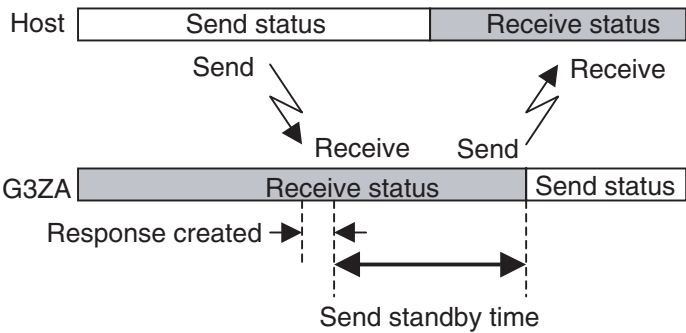 Host
Send status
Receive status
Send
Receive
Receive
Send
G3ZA
Receive status
Send status
Response created
Send standby time